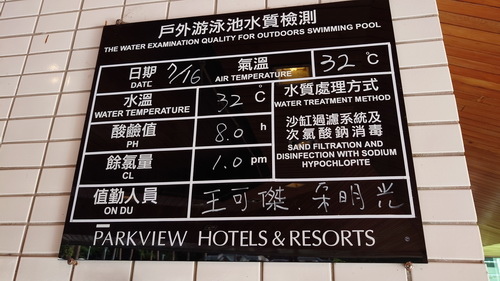 戶外游泳池水質檢測
THE WATER EXAMINATION QUALITY FOR OUTDOORS SWIMMING POOL
日期 7/16 氣溫 32 ℃
DATE AIR TEMPERATURE
水溫 32 ℃
WATER TEMPERATURE
酸鹼值 8.0 h
PH
餘氯量 1.0 pm
CL
水質處理方式
WATER TREATMENT METHOD
沙缸過濾系統及
次氯酸鈉消毒
SAND FILTRATION AND
DISINFECTION WITH SODIUM
HYPOCHLOPITE
值勤人員 王可傑.朱明光
ON DU
PARKVIEW HOTELS & RESORTS